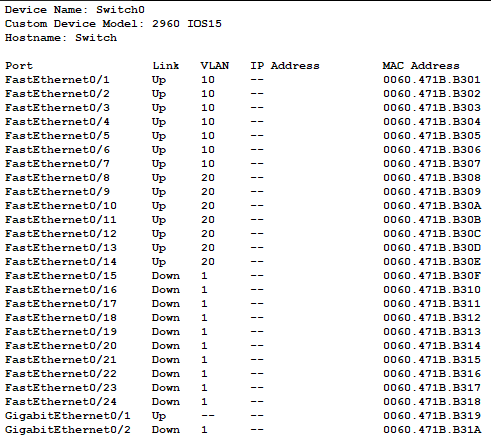 Device Name: Switch0
Custom Device Model: 2960 IOS15
Hostname: Switch
Port Link VLAN IP Address MAC Address
FastEthernet0/1 Up 10 -- 0060.471B.B301
FastEthernet0/2 Up 10 -- 0060.471B.B302
FastEthernet0/3 Up 10 -- 0060.471B.B303
FastEthernet0/4 Up 10 -- 0060.471B.B304
FastEthernet0/5 Up 10 -- 0060.471B.B305
FastEthernet0/6 Up 10 -- 0060.471B.B306
FastEthernet0/7 Up 10 -- 0060.471B.B307
FastEthernet0/8 Up 20 -- 0060.471B.B308
FastEthernet0/9 Up 20 -- 0060.471B.B309
FastEthernet0/10 Up 20 -- 0060.471B.B30A
FastEthernet0/11 Up 20 -- 0060.471B.B30B
FastEthernet0/12 Up 20 -- 0060.471B.B30C
FastEthernet0/13 Up 20 -- 0060.471B.B30D
FastEthernet0/14 Up 20 -- 0060.471B.B30E
FastEthernet0/15 Down 1 -- 0060.471B.B30F
FastEthernet0/16 Down 1 -- 0060.471B.B310
FastEthernet0/17 Down 1 -- 0060.471B.B311
FastEthernet0/18 Down 1 -- 0060.471B.B312
FastEthernet0/19 Down 1 -- 0060.471B.B313
FastEthernet0/20 Down 1 -- 0060.471B.B314
FastEthernet0/21 Down 1 -- 0060.471B.B315
FastEthernet0/22 Down 1 -- 0060.471B.B316
FastEthernet0/23 Down 1 -- 0060.471B.B317
FastEthernet0/24 Down 1 -- 0060.471B.B318
GigabitEthernet0/1 Up -- -- 0060.471B.B319
GigabitEthernet0/2 Down 1 -- 0060.471B.B31A